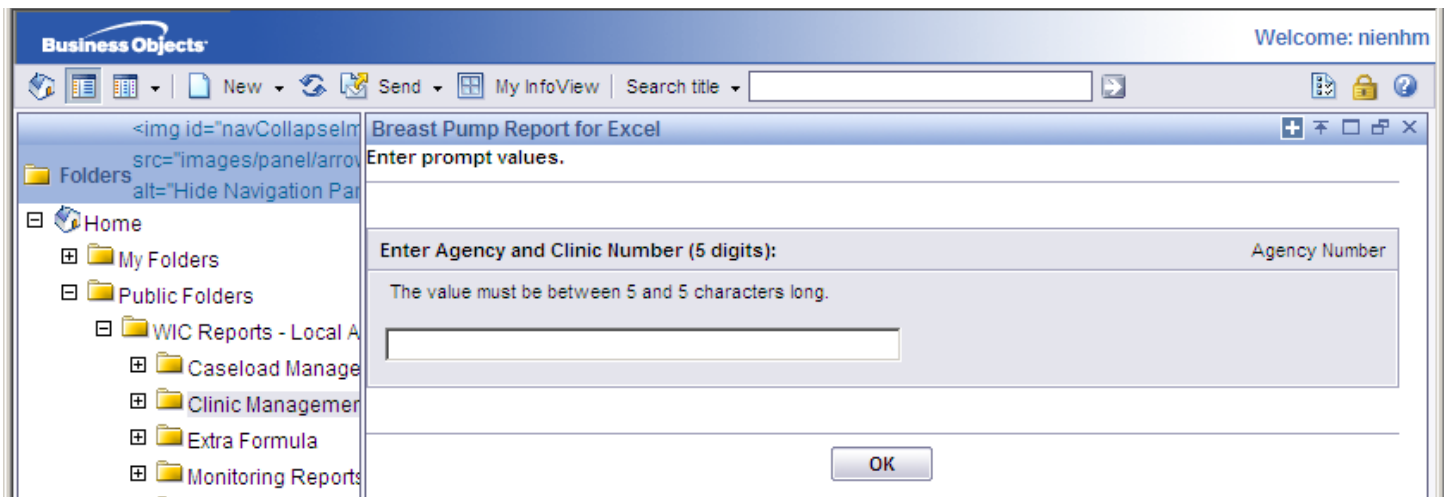 Business Objects
Welcome: nienhm
New Send My InfoView Search title
<img id="navCollapseIm
src="images/panel/arrov
alt="Hide Navigation Par
Folders
Home
My Folders
Public Folders
WIC Reports - Local A
Caseload Manage
Clinic Managemer
Extra Formula
Monitoring Reports
Breast Pump Report for Excel
Enter prompt values.
Enter Agency and Clinic Number (5 digits): Agency Number
The value must be between 5 and 5 characters long.
OK